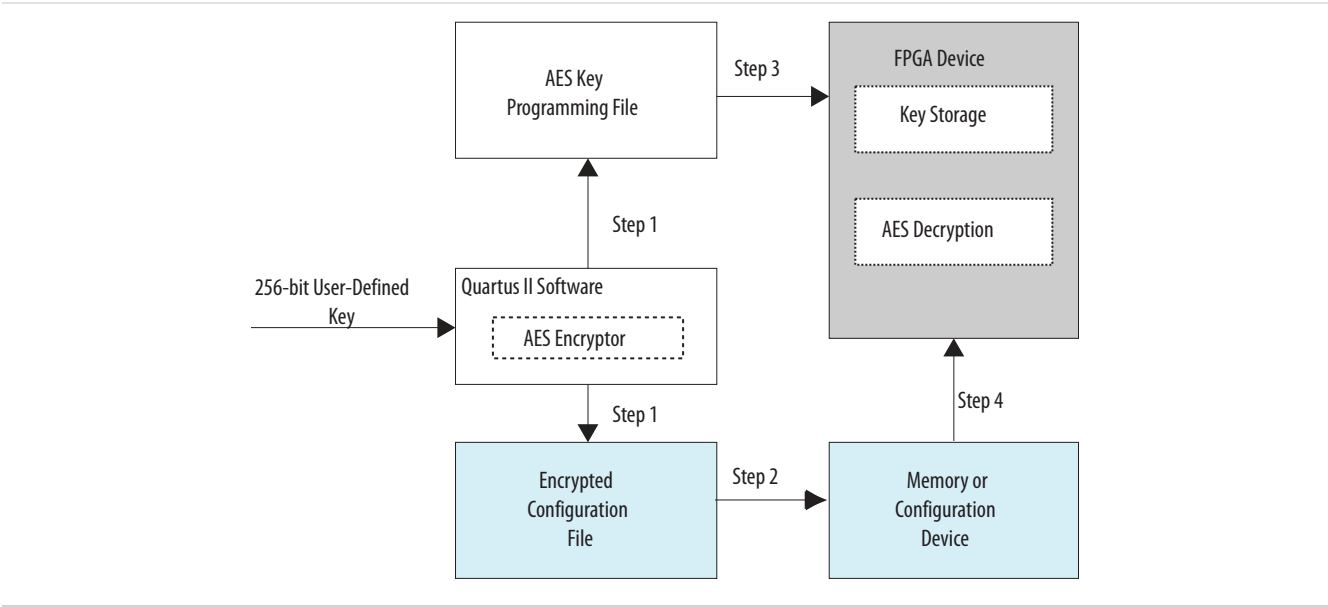 AES Key
Programming File
Step 3
FPGA Device
Key Storage
AES Decryption
Step 1
256-bit User-Defined
Key
Quartus II Software
AES Encryptor
Step 1
Step 4
Encrypted
Configuration
File
Step 2
Memory or
Configuration
Device